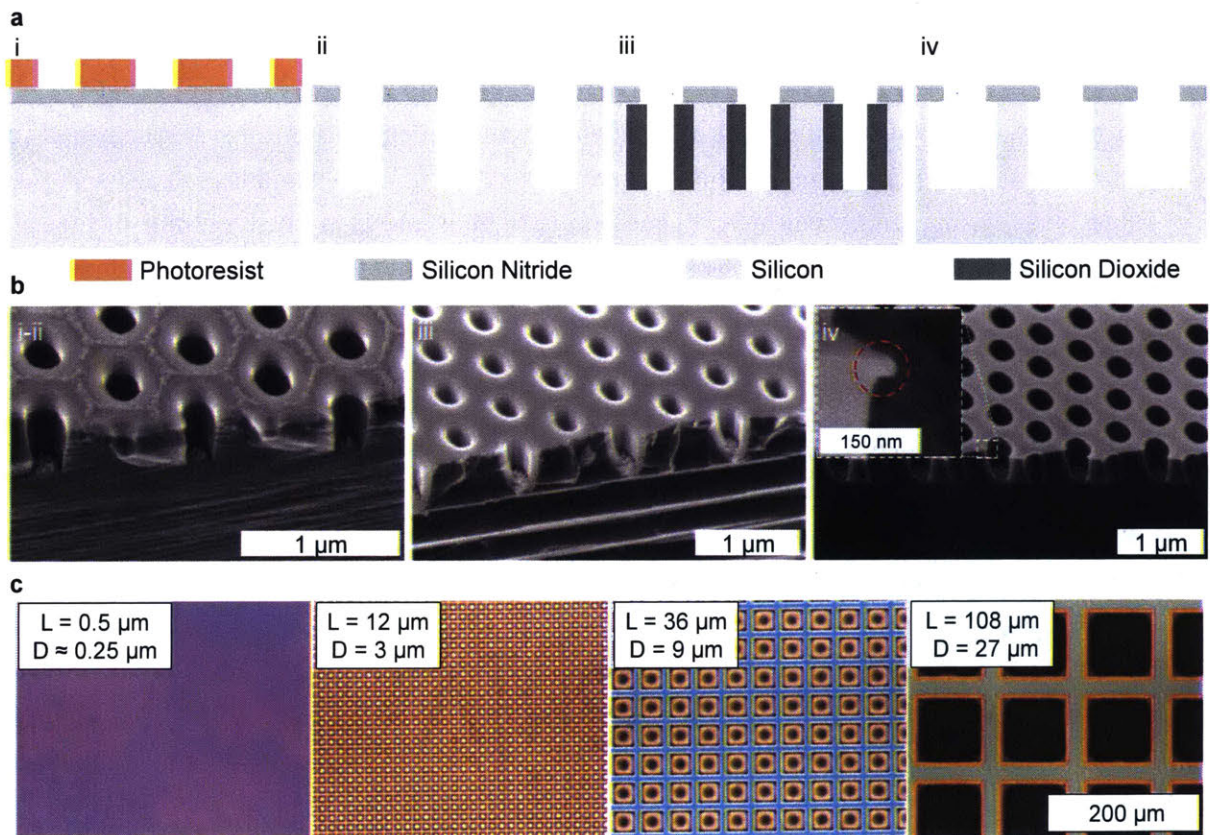 a
i ii iii iv
Photoresist Silicon Nitride Silicon Silicon Dioxide
b
i-ii iii iv
150 nm
1 µm 1 µm 1 µm
c
L = 0.5 µm L = 12 µm L = 36 µm L = 108 µm
D ≈ 0.25 µm D = 3 µm D = 9 µm D = 27 µm
200 µm